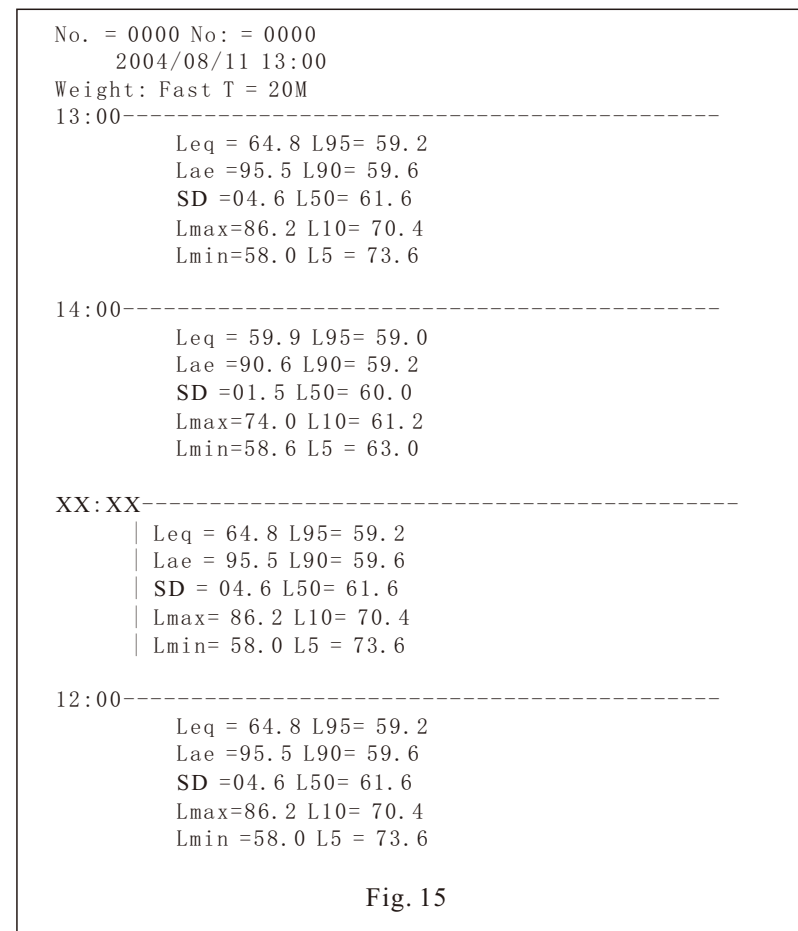 No. = 0000 No: = 0000
2004/08/11 13:00
Weight: Fast T = 20M
13:00--------------------------------------------
Leq = 64.8 L95= 59.2
Lae =95.5 L90= 59.6
SD =04.6 L50= 61.6
Lmax=86.2 L10= 70.4
Lmin=58.0 L5 = 73.6
14:00--------------------------------------------
Leq = 59.9 L95= 59.0
Lae =90.6 L90= 59.2
SD =01.5 L50= 60.0
Lmax=74.0 L10= 61.2
Lmin=58.6 L5 = 63.0
XX:XX--------------------------------------------
| Leq = 64.8 L95= 59.2
| Lae = 95.5 L90= 59.6
| SD = 04.6 L50= 61.6
| Lmax= 86.2 L10= 70.4
| Lmin= 58.0 L5 = 73.6
12:00--------------------------------------------
Leq = 64.8 L95= 59.2
Lae =95.5 L90= 59.6
SD =04.6 L50= 61.6
Lmax=86.2 L10= 70.4
Lmin =58.0 L5 = 73.6
Fig. 15